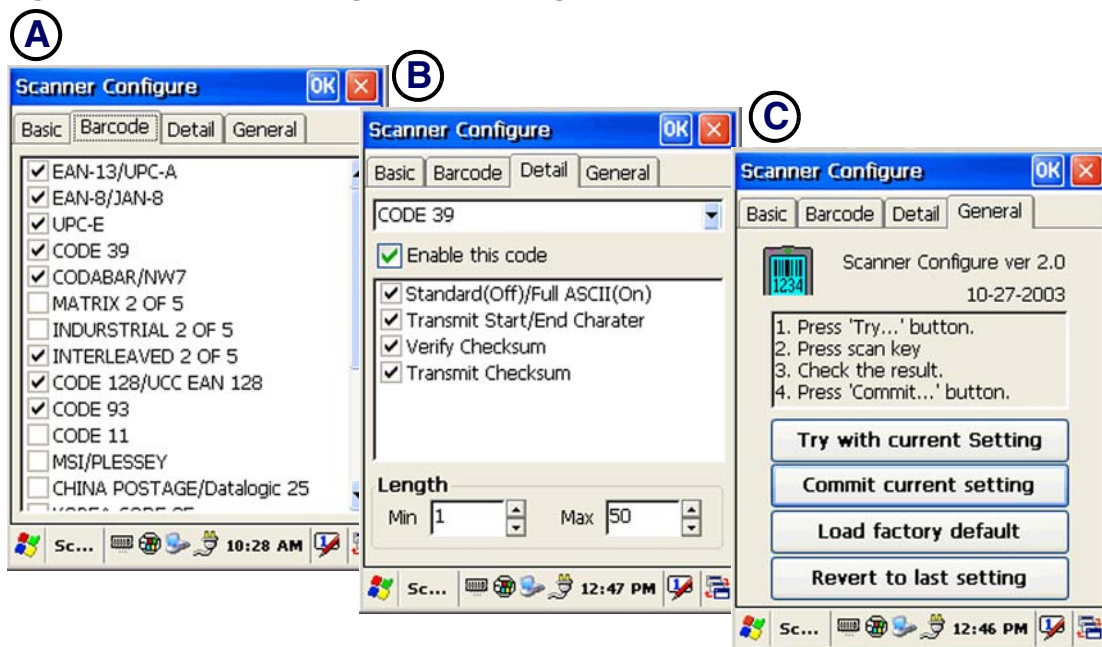 A
Scanner Configure OK
Basic Barcode Detail General
EAN-13/UPC-A
EAN-8/JAN-8
UPC-E
CODE 39
CODABAR/NW7
MATRIX 2 OF 5
INDURSTRIAL 2 OF 5
INTERLEAVED 2 OF 5
CODE 128/UCC EAN 128
CODE 93
CODE 11
MSI/PLESSEY
CHINA POSTAGE/Datalogic 25
Sc... 10:28 AM
B
Scanner Configure OK
Basic Barcode Detail General
CODE 39
Enable this code
Standard(Off)/Full ASCII(On)
Transmit Start/End Charater
Verify Checksum
Transmit Checksum
Length
Min 1 Max 50
Sc... 12:47 PM
C
Scanner Configure OK
Basic Barcode Detail General
1234
Scanner Configure ver 2.0
10-27-2003
1. Press 'Try...' button.
2. Press scan key
3. Check the result.
4. Press 'Commit...' button.
Try with current Setting
Commit current setting
Load factory default
Revert to last setting
Sc... 12:46 PM